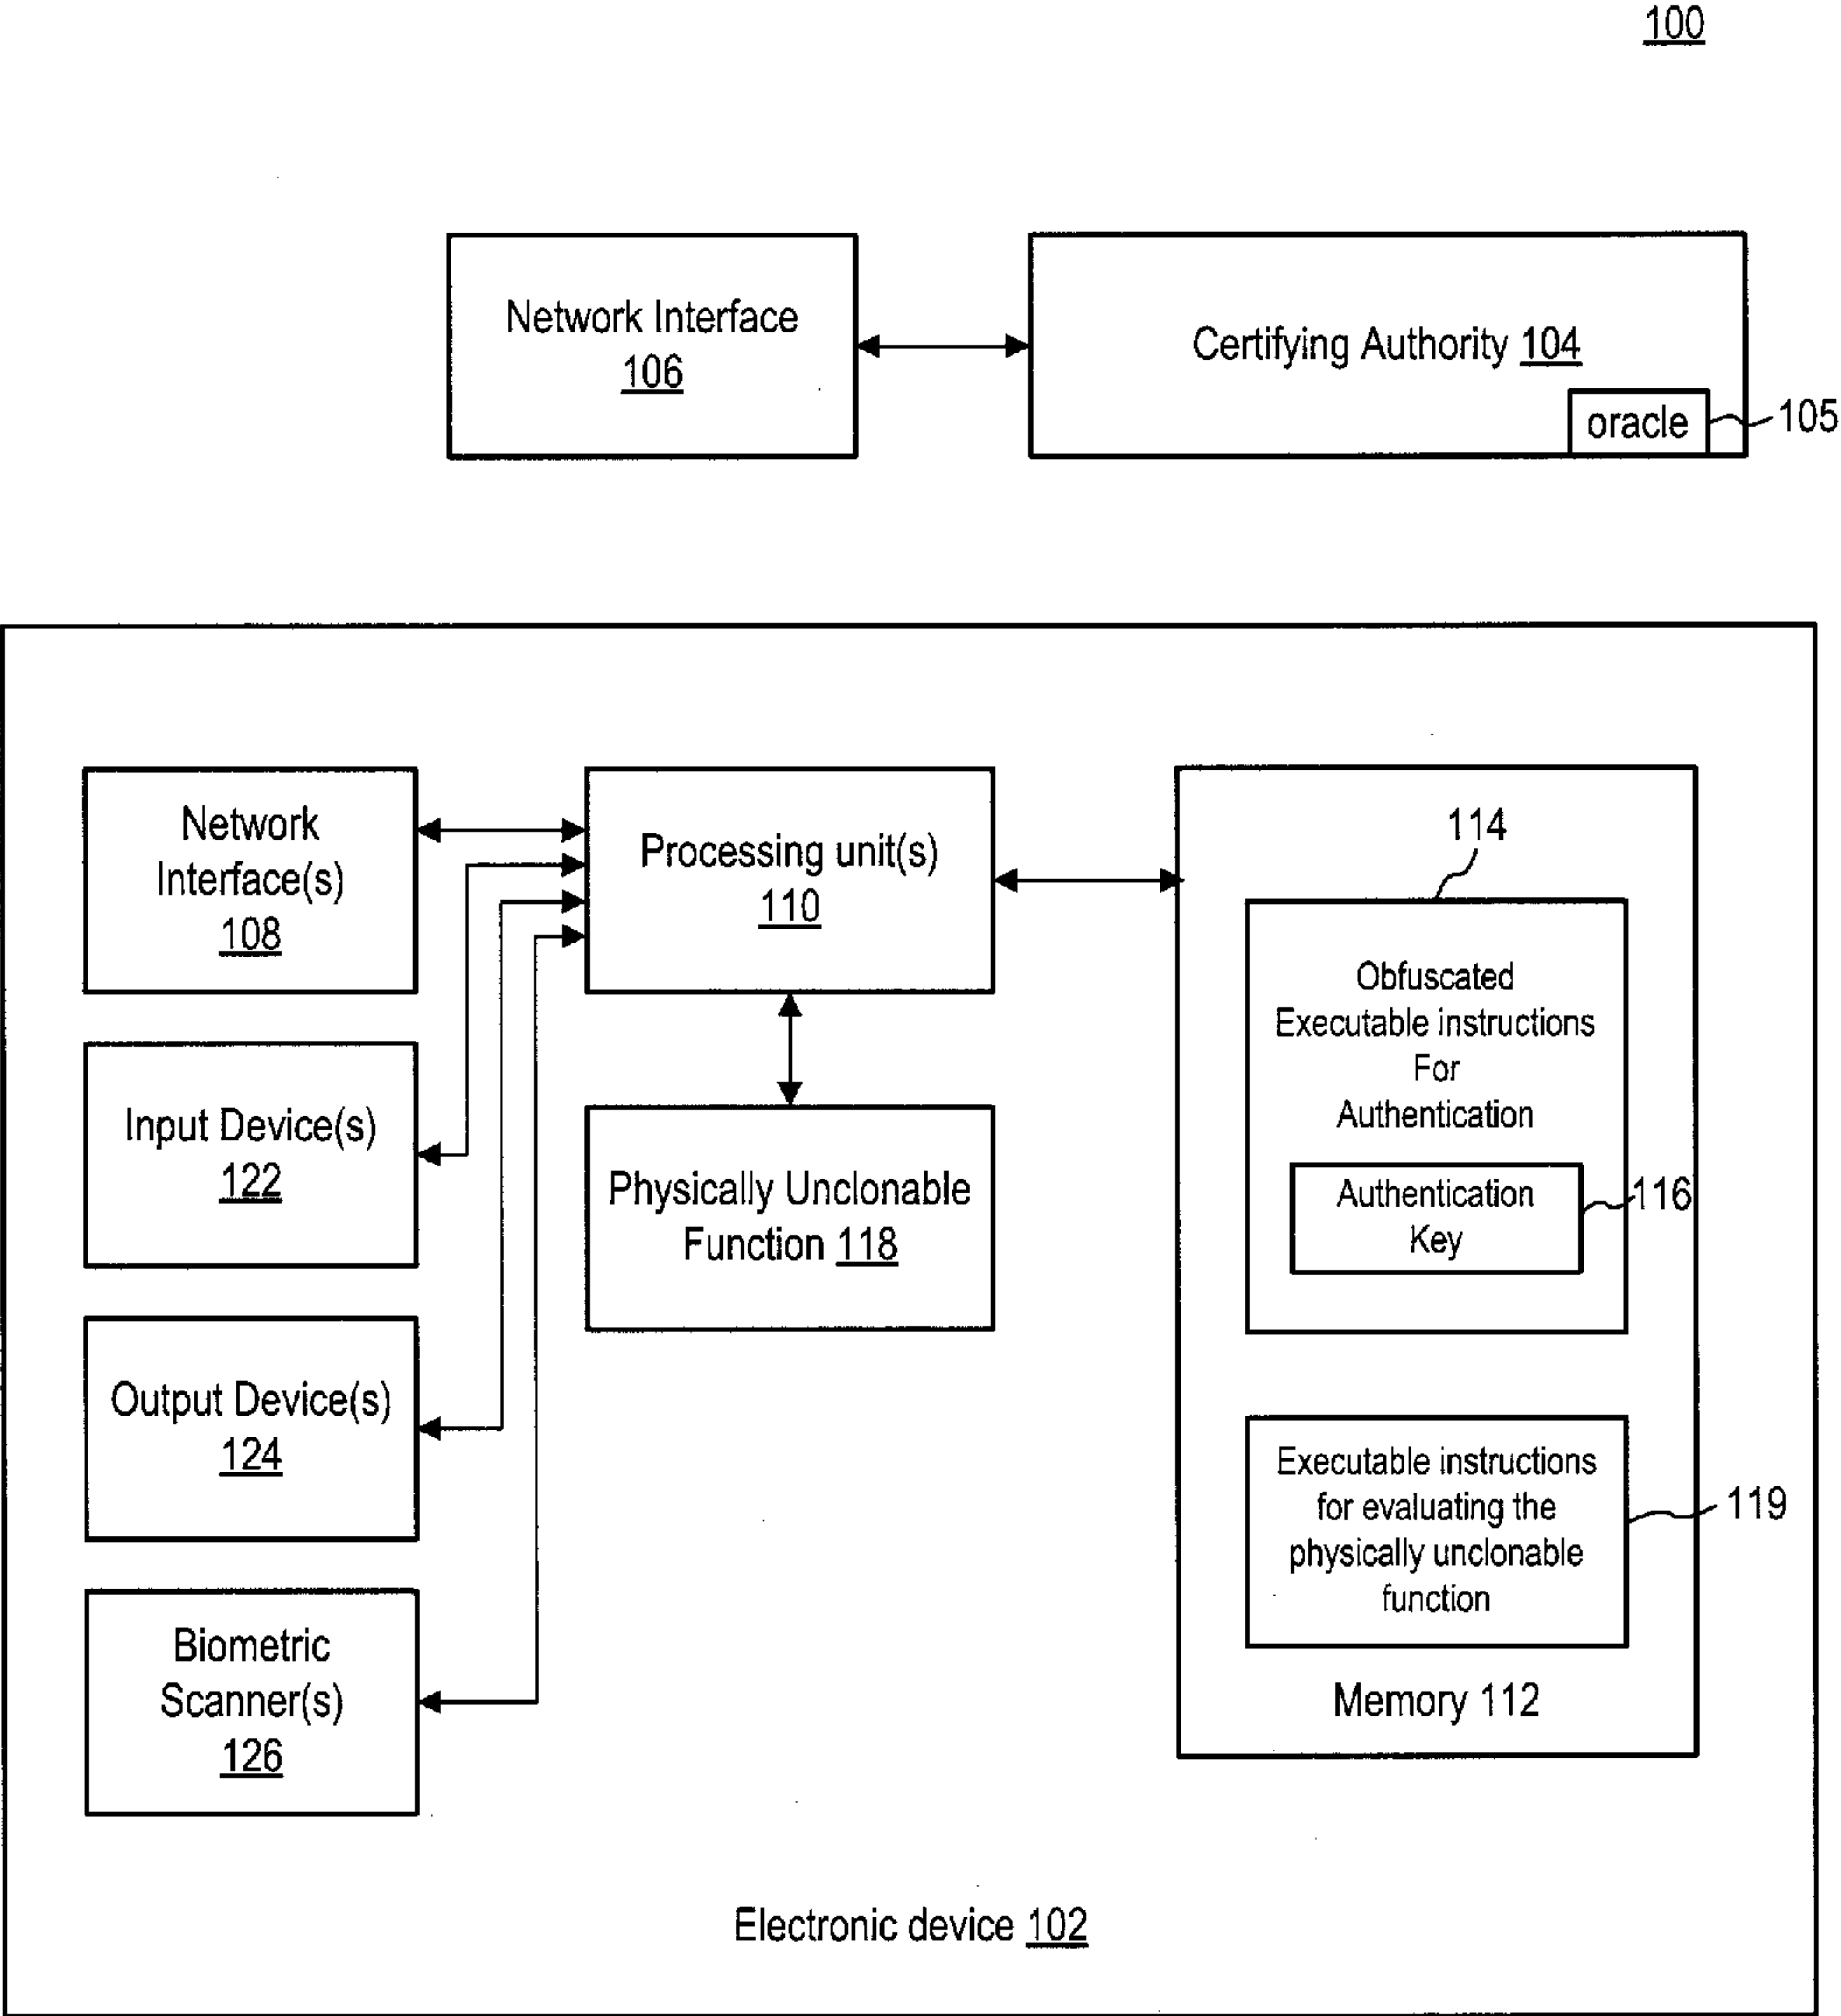 100
Network Interface
106
Certifying Authority 104
oracle
105
Network
Interface(s)
108
Processing unit(s)
110
114
Obfuscated
Executable instructions
For
Authentication
Authentication
Key
116
Input Device(s)
122
Physically Unclonable
Function 118
Output Device(s)
124
Executable instructions
for evaluating the
physically unclonable
function
119
Biometric
Scanner(s)
126
Memory 112
Electronic device 102